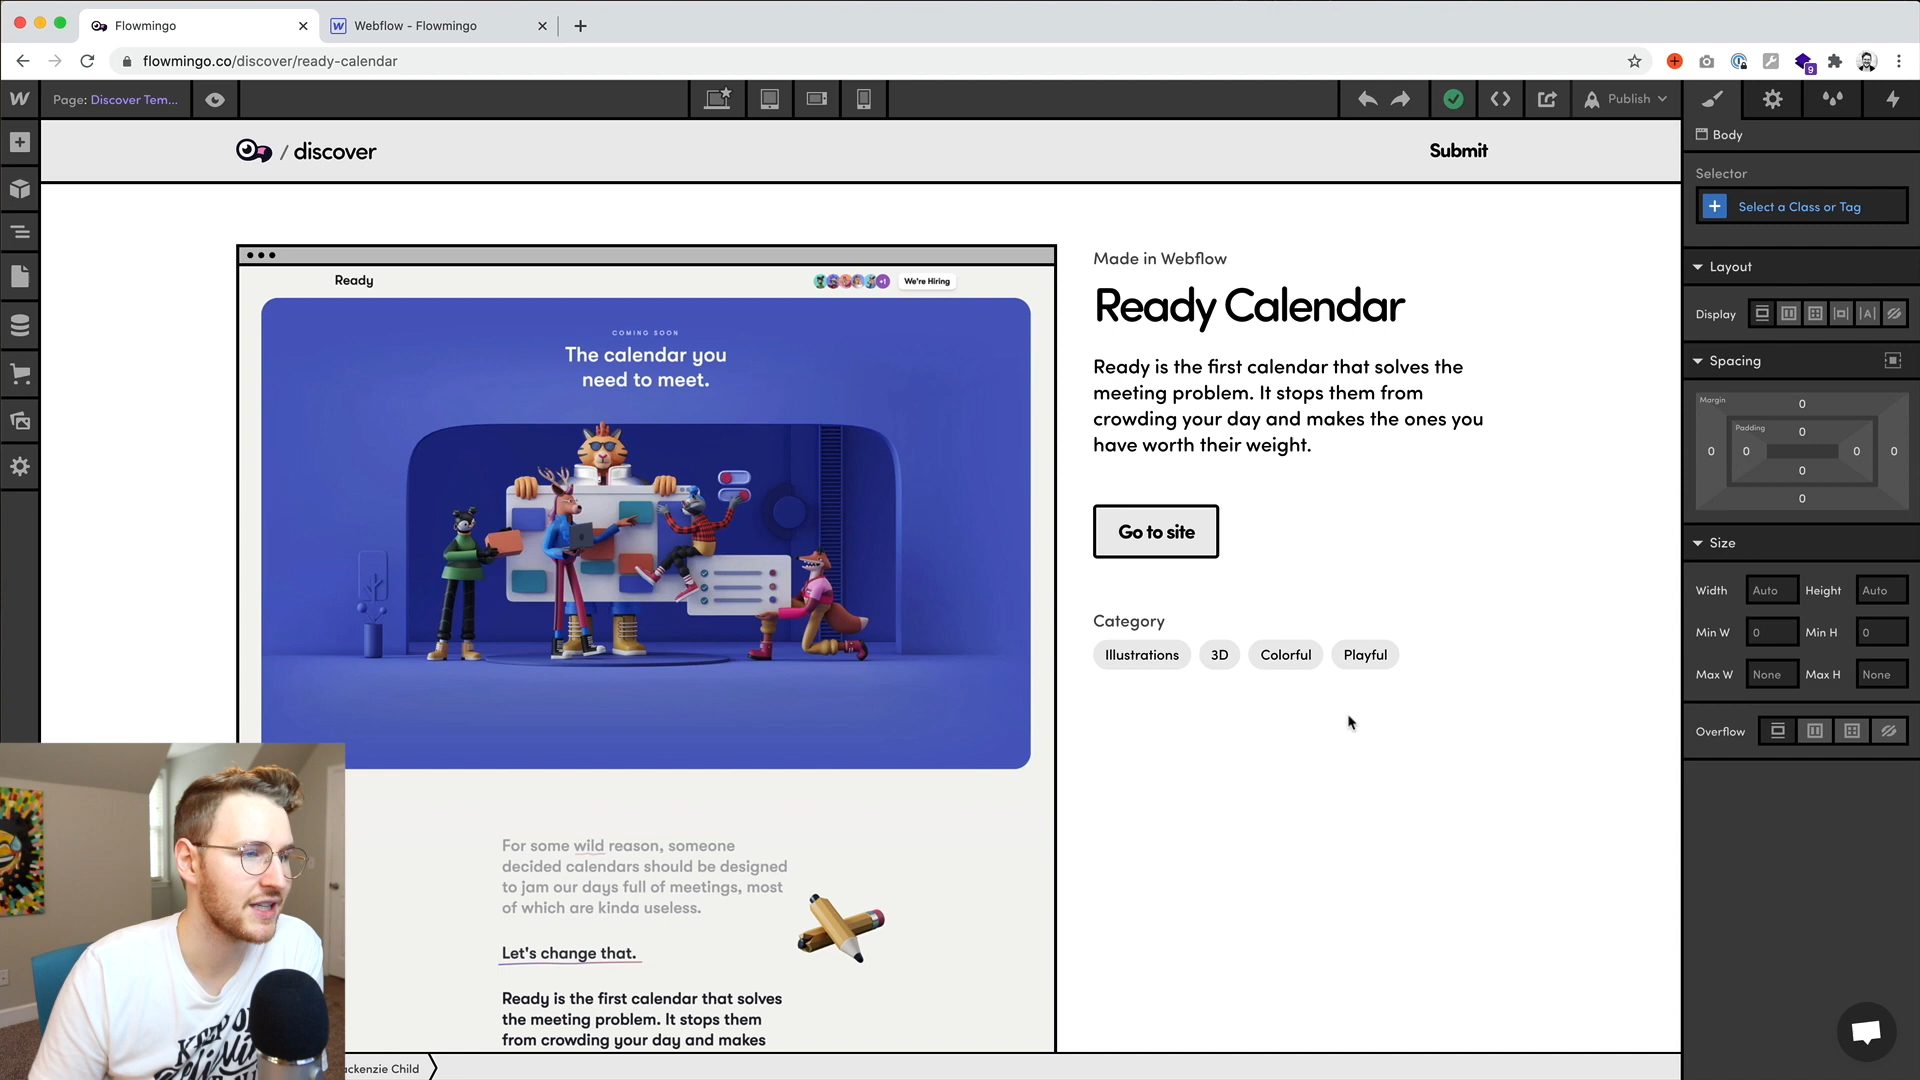 Flowmingo
Webflow - Flowmingo
flowmingo.co/discover/ready-calendar
9
Page: Discover Tem...
Publish
/ discover
Submit
Body
Selector
Select a Class or Tag
Layout
Display
Spacing
Margin
0
Padding
0
0
0
0
0
0
0
Size
Width
Auto
Height
Auto
Min W
0
Min H
0
Max W
None
Max H
None
Overflow
Ready
+1
We're Hiring
COMING SOON
The calendar you
need to meet.
Made in Webflow
Ready Calendar
Ready is the first calendar that solves the
meeting problem. It stops them from
crowding your day and makes the ones you
have worth their weight.
Go to site
Category
Illustrations
3D
Colorful
Playful
For some wild reason, someone
decided calendars should be designed
to jam our days full of meetings, most
of which are kinda useless.
Let's change that.
Ready is the first calendar that solves
the meeting problem. It stops them
from crowding your day and makes
ackenzie Child